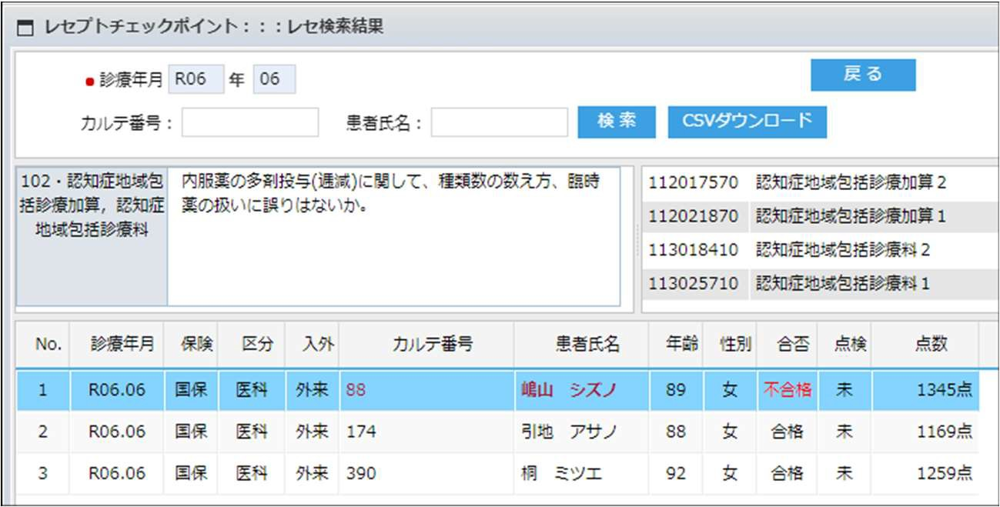 レセプトチェックポイント：：：レセ検索結果
診療年月 R06 年 06
戻る
カルテ番号： 患者氏名： 検索 CSVダウンロード
102・認知症地域包
括診療加算，認知症
地域包括診療料
内服薬の多剤投与(逓減)に関して、種類数の数え方、臨時
薬の扱いに誤りはないか。
112017570 認知症地域包括診療加算２
112021870 認知症地域包括診療加算１
113018410 認知症地域包括診療料２
113025710 認知症地域包括診療料１
No. 診療年月 保険 区分 入外 カルテ番号 患者氏名 年齢 性別 合否 点検 点数
1 R06.06 国保 医科 外来 88 嶋山　シズノ 89 女 不合格 未 1345点
2 R06.06 国保 医科 外来 174 引地　アサノ 88 女 合格 未 1169点
3 R06.06 国保 医科 外来 390 桐　ミツエ 92 女 合格 未 1259点